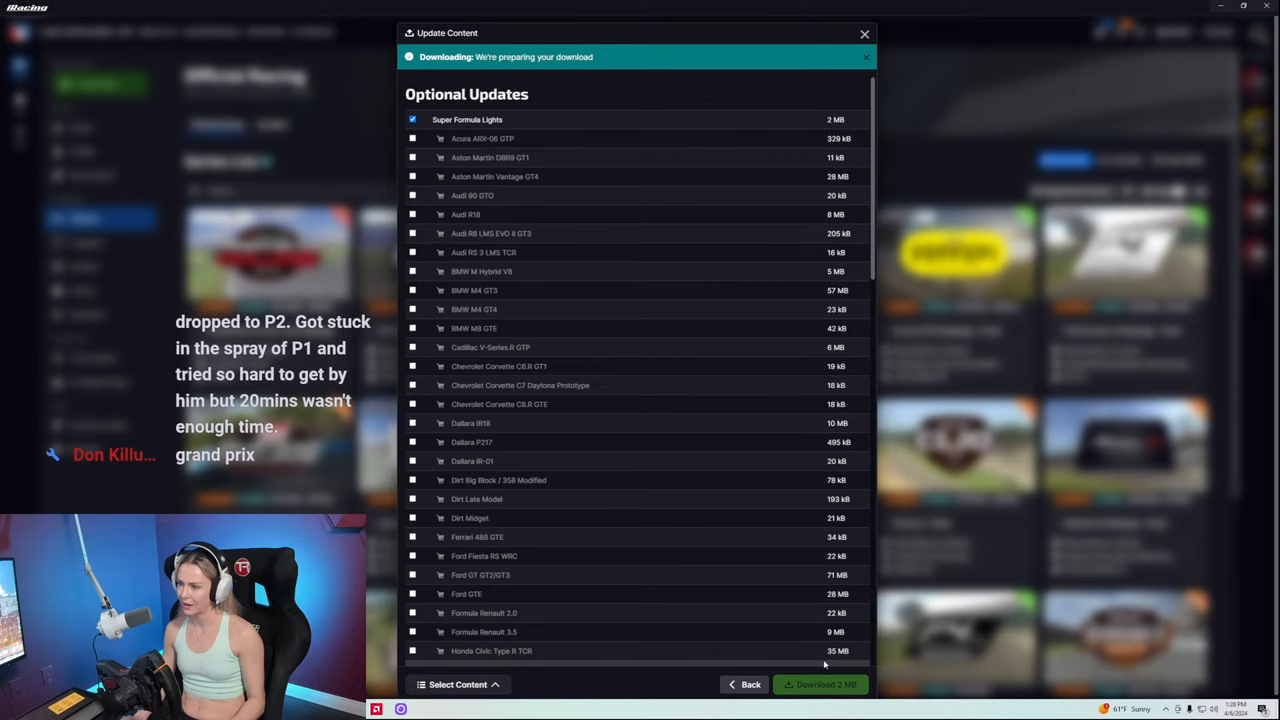 iRacing
Update Content
Downloading: We're preparing your download
Optional Updates
Super Formula Lights 2 MB
Acura ARX-06 GTP 329 kB
Aston Martin DBR9 GT1 11 kB
Aston Martin Vantage GT4 28 MB
Audi 90 GTO 20 kB
Audi R18 8 MB
Audi R8 LMS EVO II GT3 205 kB
Audi RS 3 LMS TCR 16 kB
BMW M Hybrid V8 5 MB
BMW M4 GT3 57 MB
BMW M4 GT4 23 kB
BMW M8 GTE 42 kB
Cadillac V-Series.R GTP 6 MB
Chevrolet Corvette C6.R GT1 19 kB
Chevrolet Corvette C7 Daytona Prototype 18 kB
Chevrolet Corvette C8.R GTE 18 kB
Dallara IR18 10 MB
Dallara P217 495 kB
Dallara iR-01 20 kB
Dirt Big Block / 358 Modified 78 kB
Dirt Late Model 193 kB
Dirt Midget 21 kB
Ferrari 488 GTE 34 kB
Ford Fiesta RS WRC 22 kB
Ford GT GT2/GT3 71 MB
Ford GTE 28 MB
Formula Renault 2.0 22 kB
Formula Renault 3.5 9 MB
Honda Civic Type R TCR 35 MB
Select Content
Back
Download 2 MB
dropped to P2. Got stuck
in the spray of P1 and
tried so hard to get by
him but 20mins wasn't
enough time.
Don Killu... grand prix
61°F Sunny
1:28 PM
4/6/2024